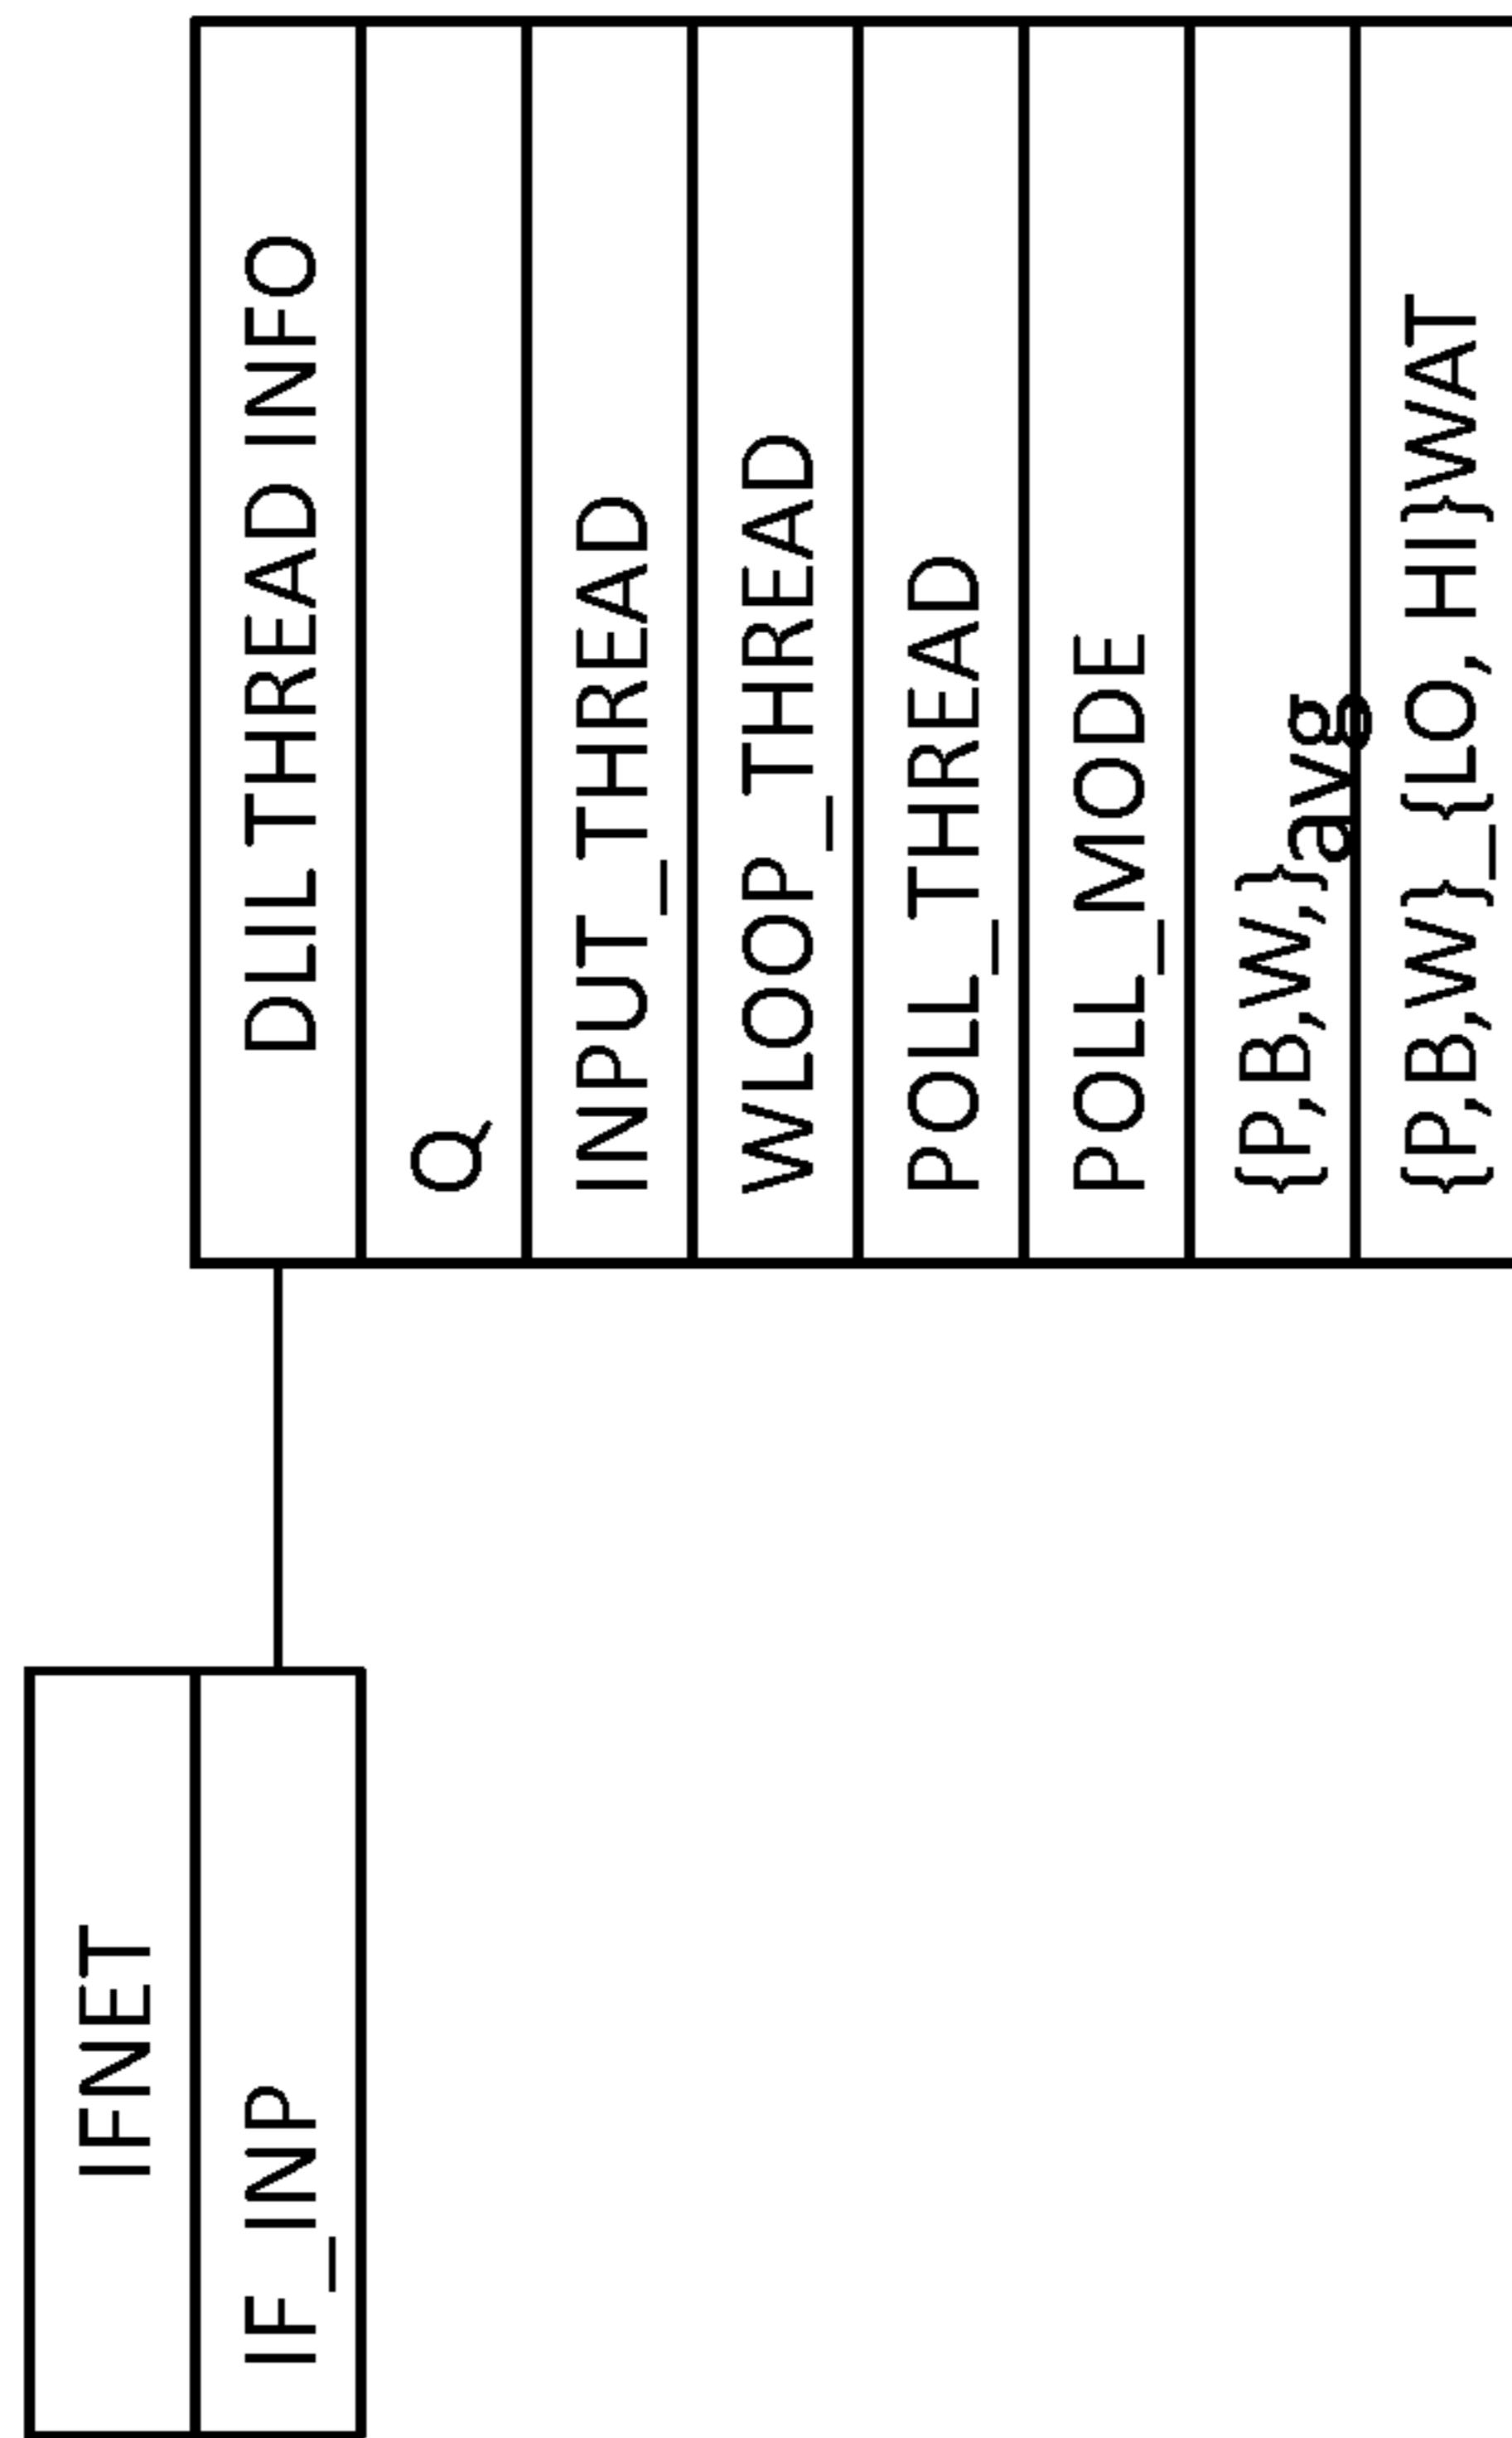 IFNET
IF_INP
DLIL THREAD INFO
Q
INPUT_THREAD
WLOOP_THREAD
POLL_THREAD
POLL_MODE
{P,B,W,}avg
{P,B,W}_{LO, HI}WAT